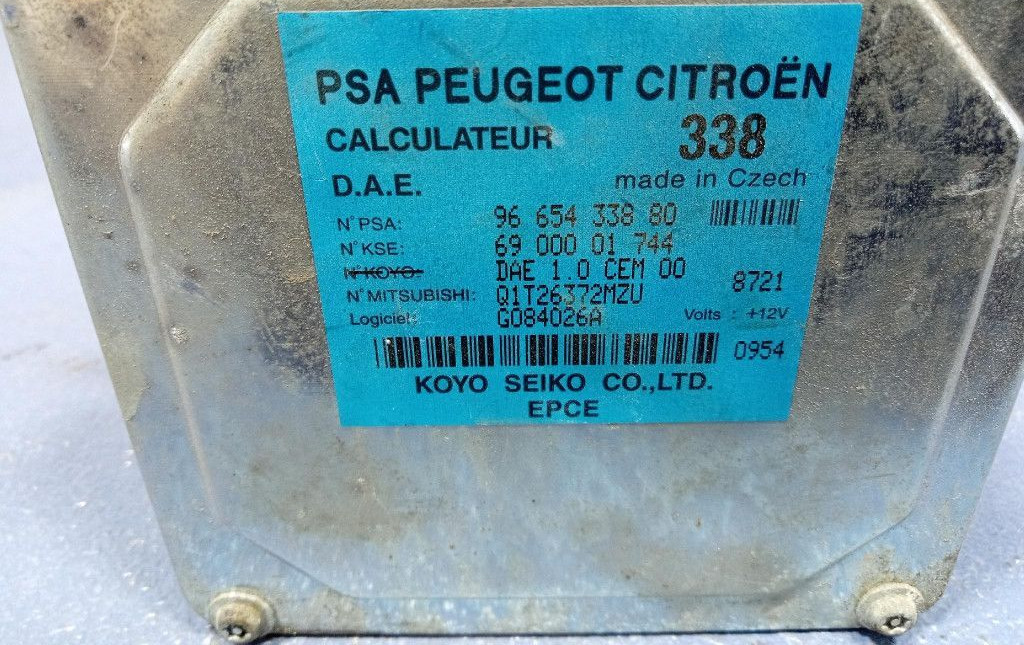 PSA PEUGEOT CITROËN
CALCULATEUR 338
D.A.E. made in Czech
N° PSA: 96 654 338 80
N° KSE: 69 000 01 744
N° KOYO: DAE 1.0 CEM 00
N° MITSUBISHI: Q1T26372MZU 8721
Logiciel: G084026A Volts : +12V
0954
KOYO SEIKO CO.,LTD.
EPCE